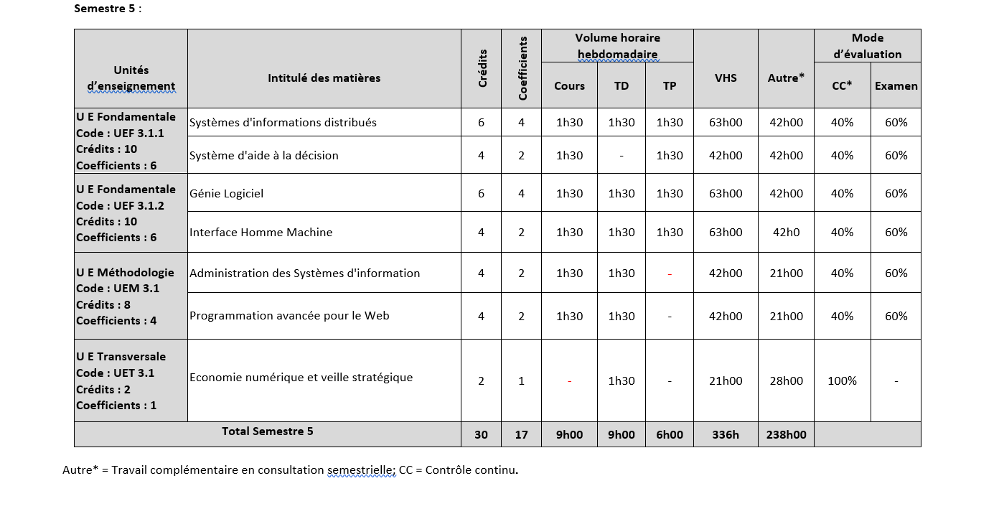 Semestre 5 :
Unités d’enseignement | Intitulé des matières | Crédits | Coefficients | Volume horaire hebdomadaire | VHS | Autre* | Mode d’évaluation
Cours | TD | TP | CC* | Examen
U E Fondamentale
Code : UEF 3.1.1
Crédits : 10
Coefficients : 6
Systèmes d'informations distribués | 6 | 4 | 1h30 | 1h30 | 1h30 | 63h00 | 42h00 | 40% | 60%
Système d'aide à la décision | 4 | 2 | 1h30 | - | 1h30 | 42h00 | 42h00 | 40% | 60%
U E Fondamentale
Code : UEF 3.1.2
Crédits : 10
Coefficients : 6
Génie Logiciel | 6 | 4 | 1h30 | 1h30 | 1h30 | 63h00 | 42h00 | 40% | 60%
Interface Homme Machine | 4 | 2 | 1h30 | 1h30 | 1h30 | 63h00 | 42h0 | 40% | 60%
U E Méthodologie
Code : UEM 3.1
Crédits : 8
Coefficients : 4
Administration des Systèmes d'information | 4 | 2 | 1h30 | 1h30 | - | 42h00 | 21h00 | 40% | 60%
Programmation avancée pour le Web | 4 | 2 | 1h30 | 1h30 | - | 42h00 | 21h00 | 40% | 60%
U E Transversale
Code : UET 3.1
Crédits : 2
Coefficients : 1
Economie numérique et veille stratégique | 2 | 1 | - | 1h30 | - | 21h00 | 28h00 | 100% | -
Total Semestre 5 | 30 | 17 | 9h00 | 9h00 | 6h00 | 336h | 238h00
Autre* = Travail complémentaire en consultation semestrielle; CC = Contrôle continu.